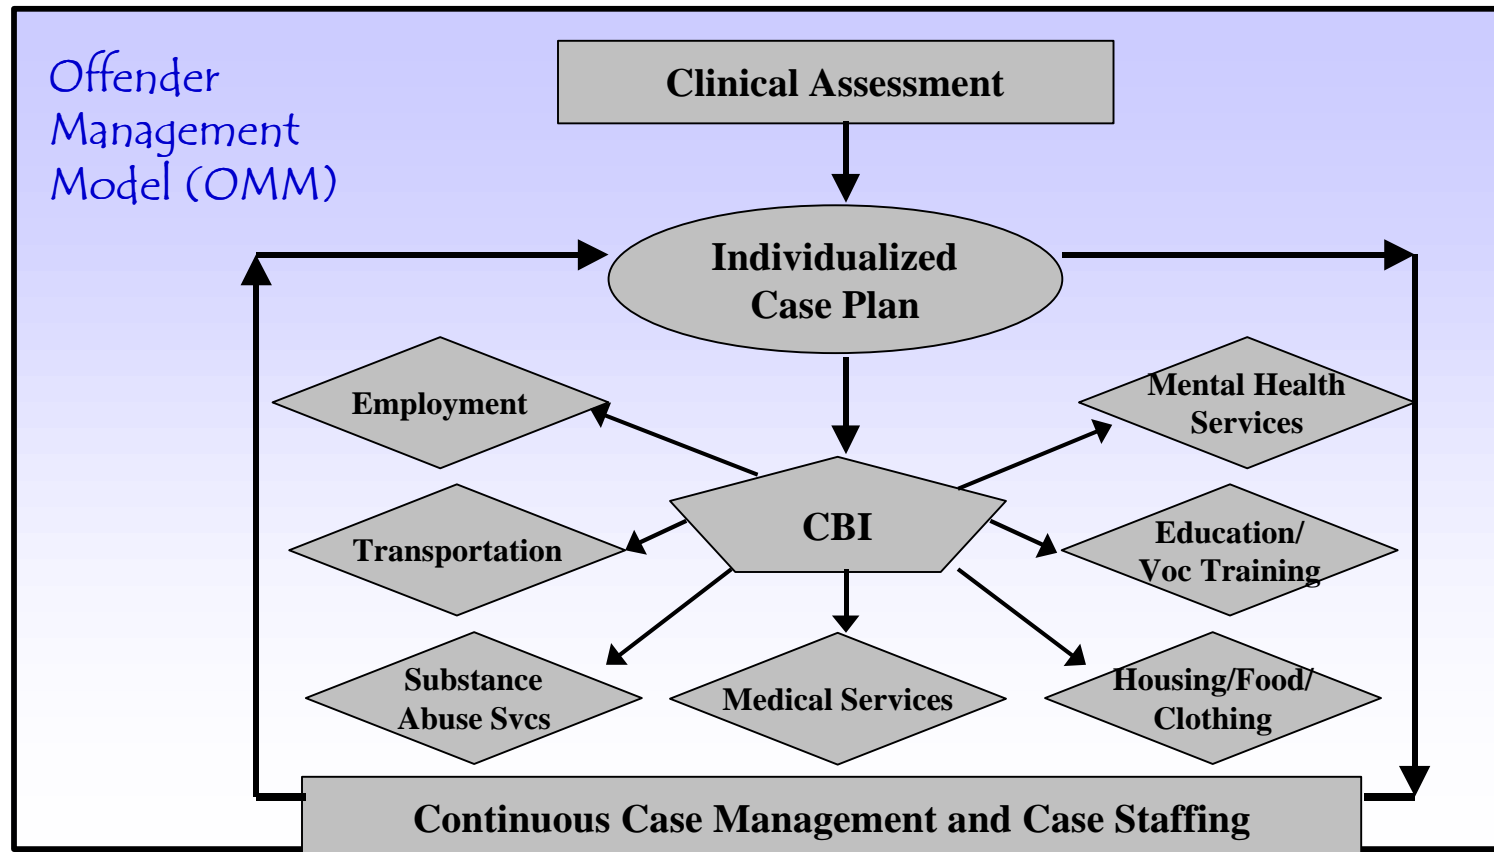 Offender
Management
Model (OMM)
Clinical Assessment
Individualized
Case Plan
Employment
Mental Health
Services
CBI
Transportation
Education/
Voc Training
Substance
Abuse Svcs
Medical Services
Housing/Food/
Clothing
Continuous Case Management and Case Staffing